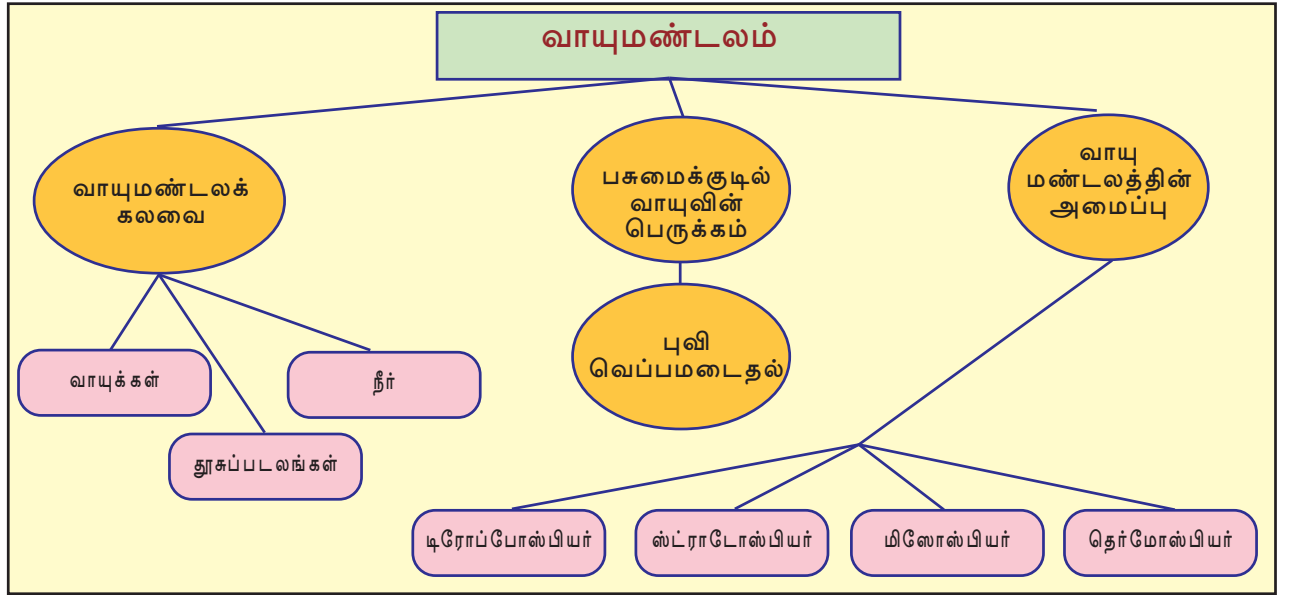 வாயுமண்டலம்
வாயுமண்டலக்
கலவை
பசுமைக்குடில்
வாயுவின்
பெருக்கம்
வாயு
மண்டலத்தின்
அமைப்பு
புவி
வெப்பமடைதல்
வாயுக்கள்
நீர்
தூசுப்படலங்கள்
டிரோப்போஸ்பியர்
ஸ்ட்ராடோஸ்பியர்
மிஸோஸ்பியர்
தெர்மோஸ்பியர்